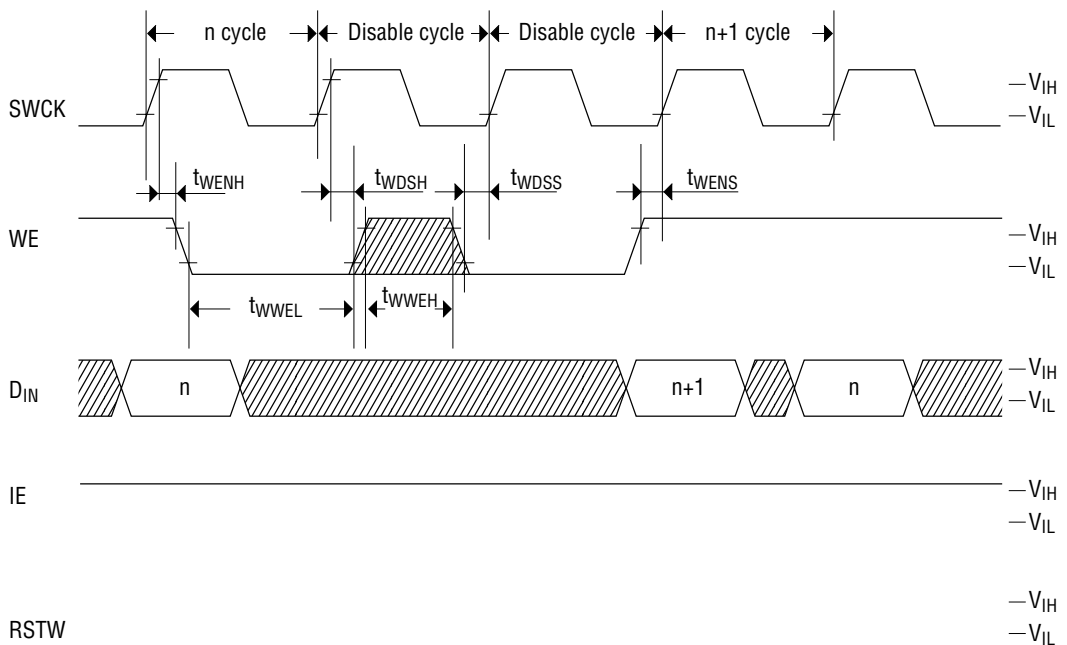 n cycle Disable cycle Disable cycle n+1 cycle
SWCK
VIH
VIL
tWENH tWDSH tWDSS tWENS
WE
VIH
VIL
tWWEL tWWEH
DIN
n n+1 n
VIH
VIL
IE
VIH
VIL
RSTW
VIH
VIL